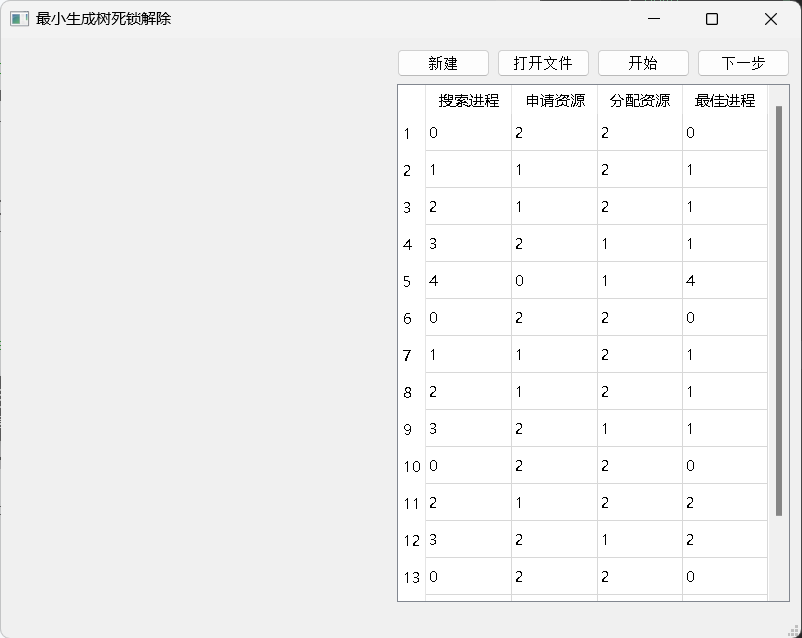 最小生成树死锁解除
新建 打开文件 开始 下一步
搜索进程 申请资源 分配资源 最佳进程
1 0 2 2 0
2 1 1 2 1
3 2 1 2 1
4 3 2 1 1
5 4 0 1 4
6 0 2 2 0
7 1 1 2 1
8 2 1 2 1
9 3 2 1 1
10 0 2 2 0
11 2 1 2 2
12 3 2 1 2
13 0 2 2 0